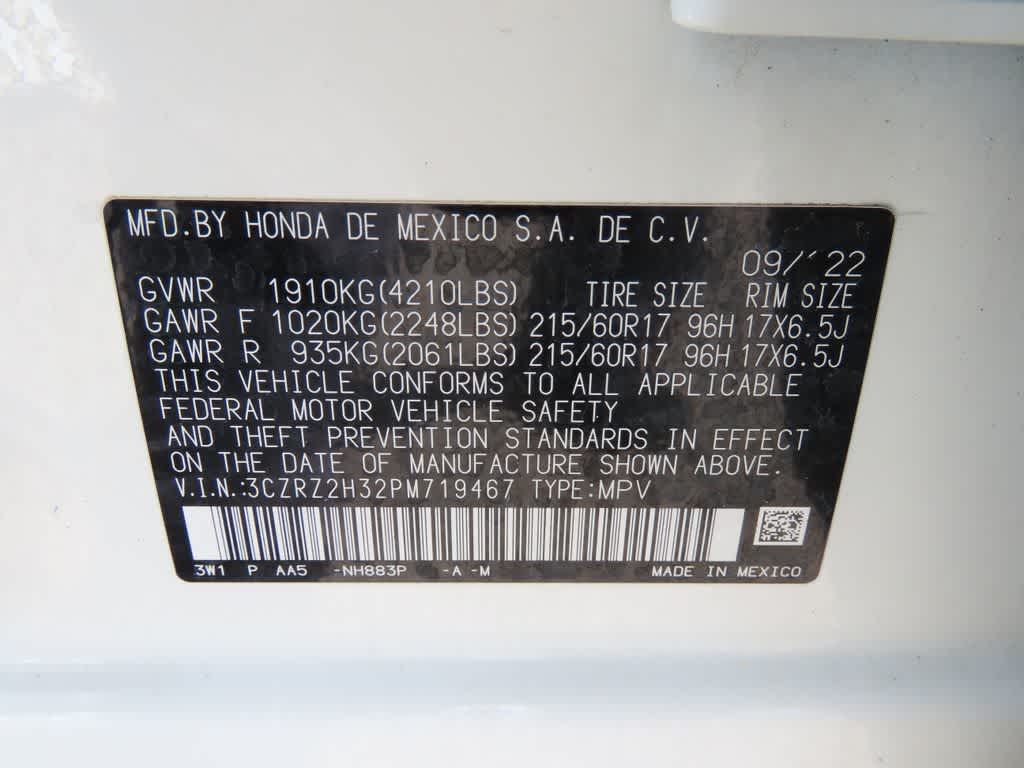 MFD.BY HONDA DE MEXICO S.A. DE C.V.
09/'22
GVWR 1910KG(4210LBS) TIRE SIZE RIM SIZE
GAWR F 1020KG(2248LBS) 215/60R17 96H 17X6.5J
GAWR R 935KG(2061LBS) 215/60R17 96H 17X6.5J
THIS VEHICLE CONFORMS TO ALL APPLICABLE
FEDERAL MOTOR VEHICLE SAFETY
AND THEFT PREVENTION STANDARDS IN EFFECT
ON THE DATE OF MANUFACTURE SHOWN ABOVE.
V.I.N.:3CZRZ2H32PM719467 TYPE:MPV
3W1 P AA5 -NH883P -A -M MADE IN MEXICO